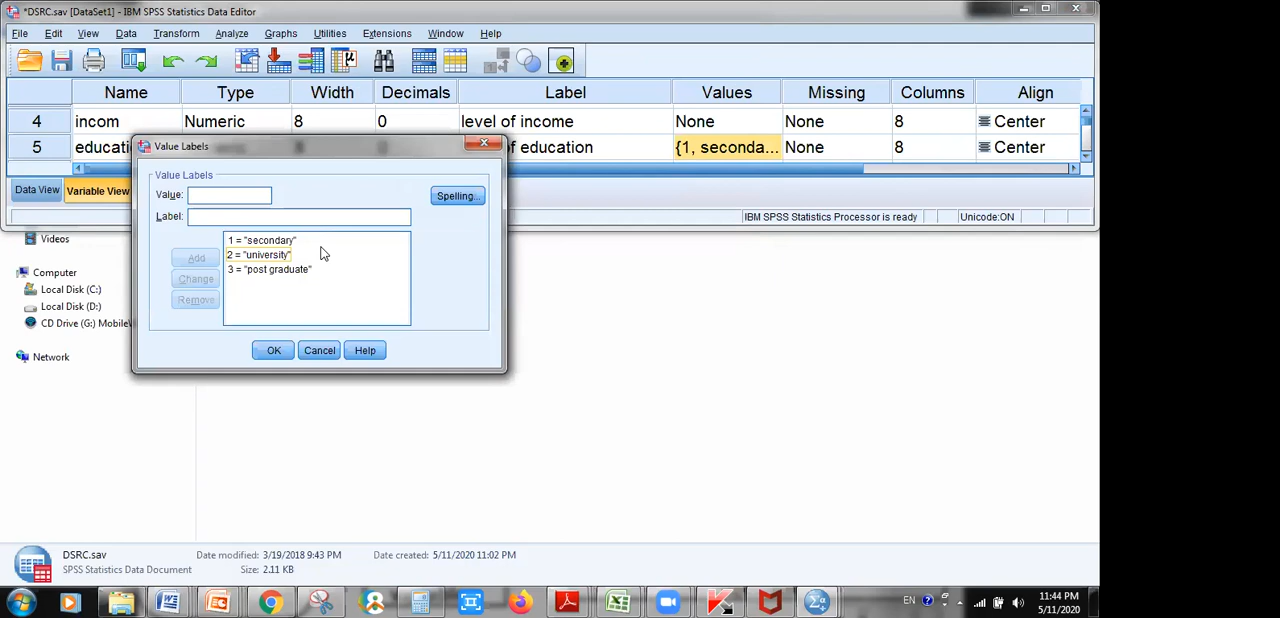 *DSRC.sav [DataSet1] - IBM SPSS Statistics Data Editor
File Edit View Data Transform Analyze Graphs Utilities Extensions Window Help
Name Type Width Decimals Label Values Missing Columns Align
4 incom Numeric 8 0 level of income None None 8 Center
5 educati of education {1, seconda... None 8 Center
Value Labels
Value Labels
Value:
Spelling...
Label:
1 = "secondary"
2 = "university"
3 = "post graduate"
Add
Change
Remove
OK Cancel Help
Data View Variable View
IBM SPSS Statistics Processor is ready Unicode:ON
Videos
Computer
Local Disk (C:)
Local Disk (D:)
CD Drive (G:) Mobile
Network
DSRC.sav Date modified: 3/19/2018 9:43 PM Date created: 5/11/2020 11:02 PM
SPSS Statistics Data Document Size: 2.11 KB
EN 11:44 PM
5/11/2020